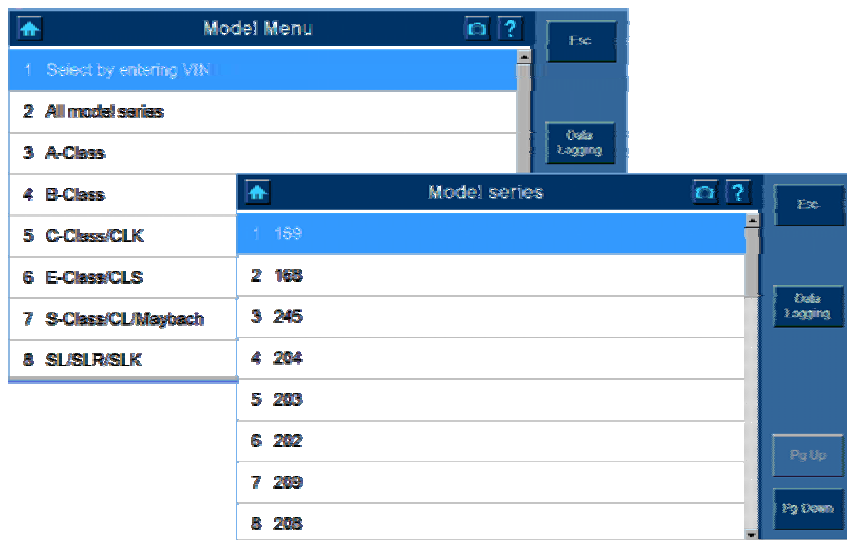 Model Menu
?
Esc
1 Select by entering VIN
2 All model series
Data
Logging
3 A-Class
4 B-Class
5 C-Class/CLK
6 E-Class/CLS
7 S-Class/CL/Maybach
8 SL/SLR/SLK
Model series
?
Esc
1 169
2 168
Data
Logging
3 245
4 204
5 203
6 202
Pg Up
7 209
8 208
Pg Down